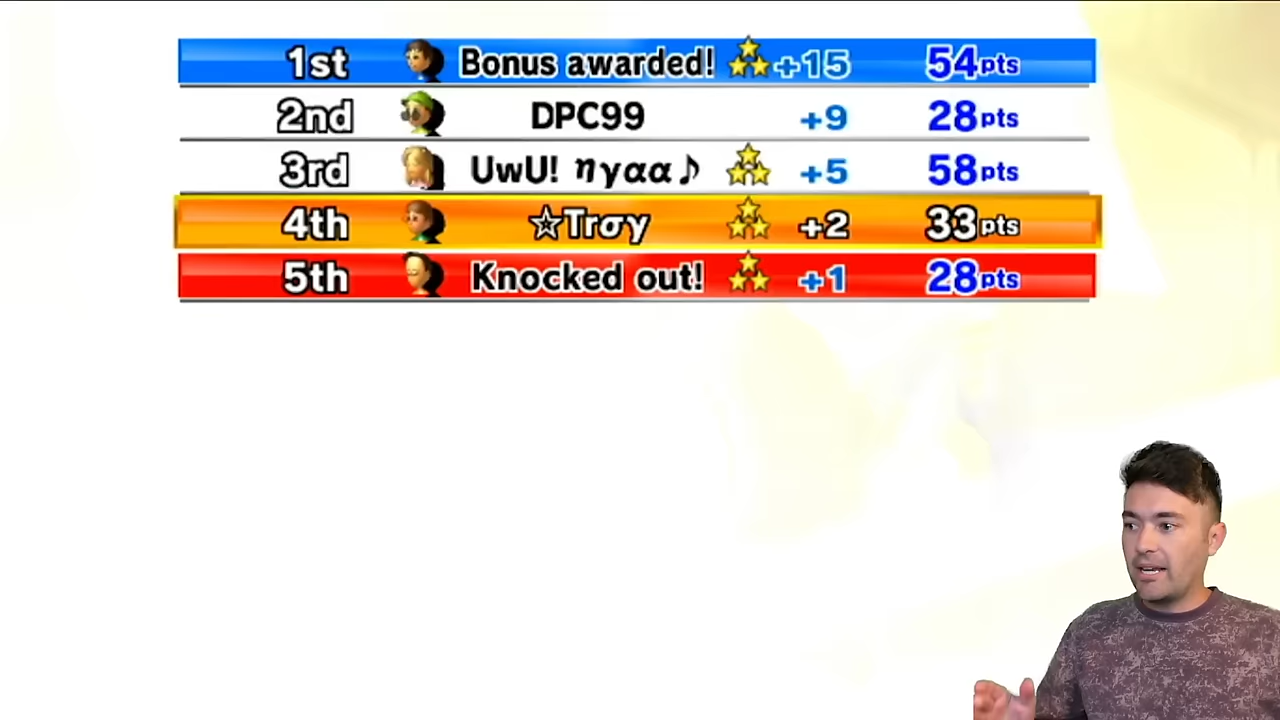 1st Bonus awarded! +15 54pts
2nd DPC99 +9 28pts
3rd UwU! ηγαα♪ +5 58pts
4th ☆Trσy +2 33pts
5th Knocked out! +1 28pts